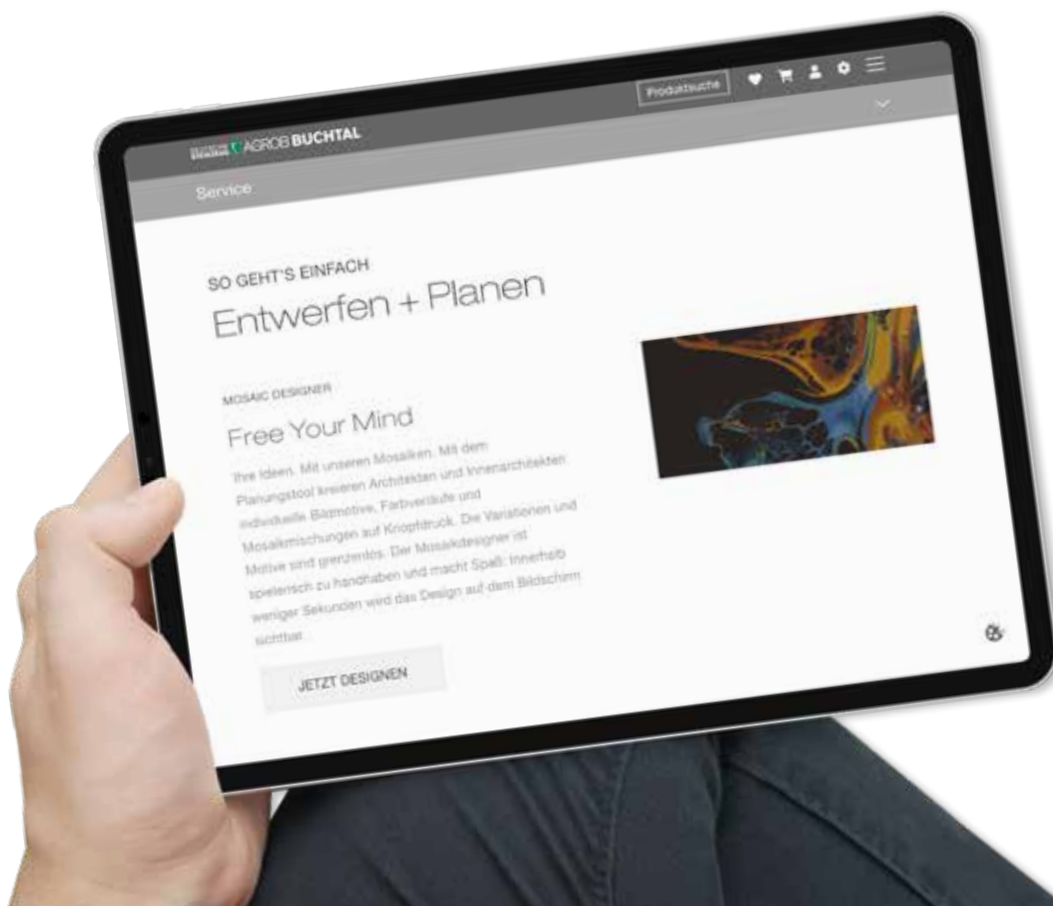 Produktsuche
DEUTSCHE
STEINZEUG AGROB BUCHTAL
Service
SO GEHT'S EINFACH
Entwerfen + Planen
MOSAIC DESIGNER
Free Your Mind
Ihre Ideen. Mit unseren Mosaiken. Mit dem
Planungstool kreieren Architekten und Innenarchitekten
individuelle Bildmotive, Farbverläufe und
Mosaikmischungen auf Knopfdruck. Die Variationen und
Motive sind grenzenlos. Der Mosaikdesigner ist
spielerisch zu handhaben und macht Spaß: Innerhalb
weniger Sekunden wird das Design auf dem Bildschirm
sichtbar.
JETZT DESIGNEN